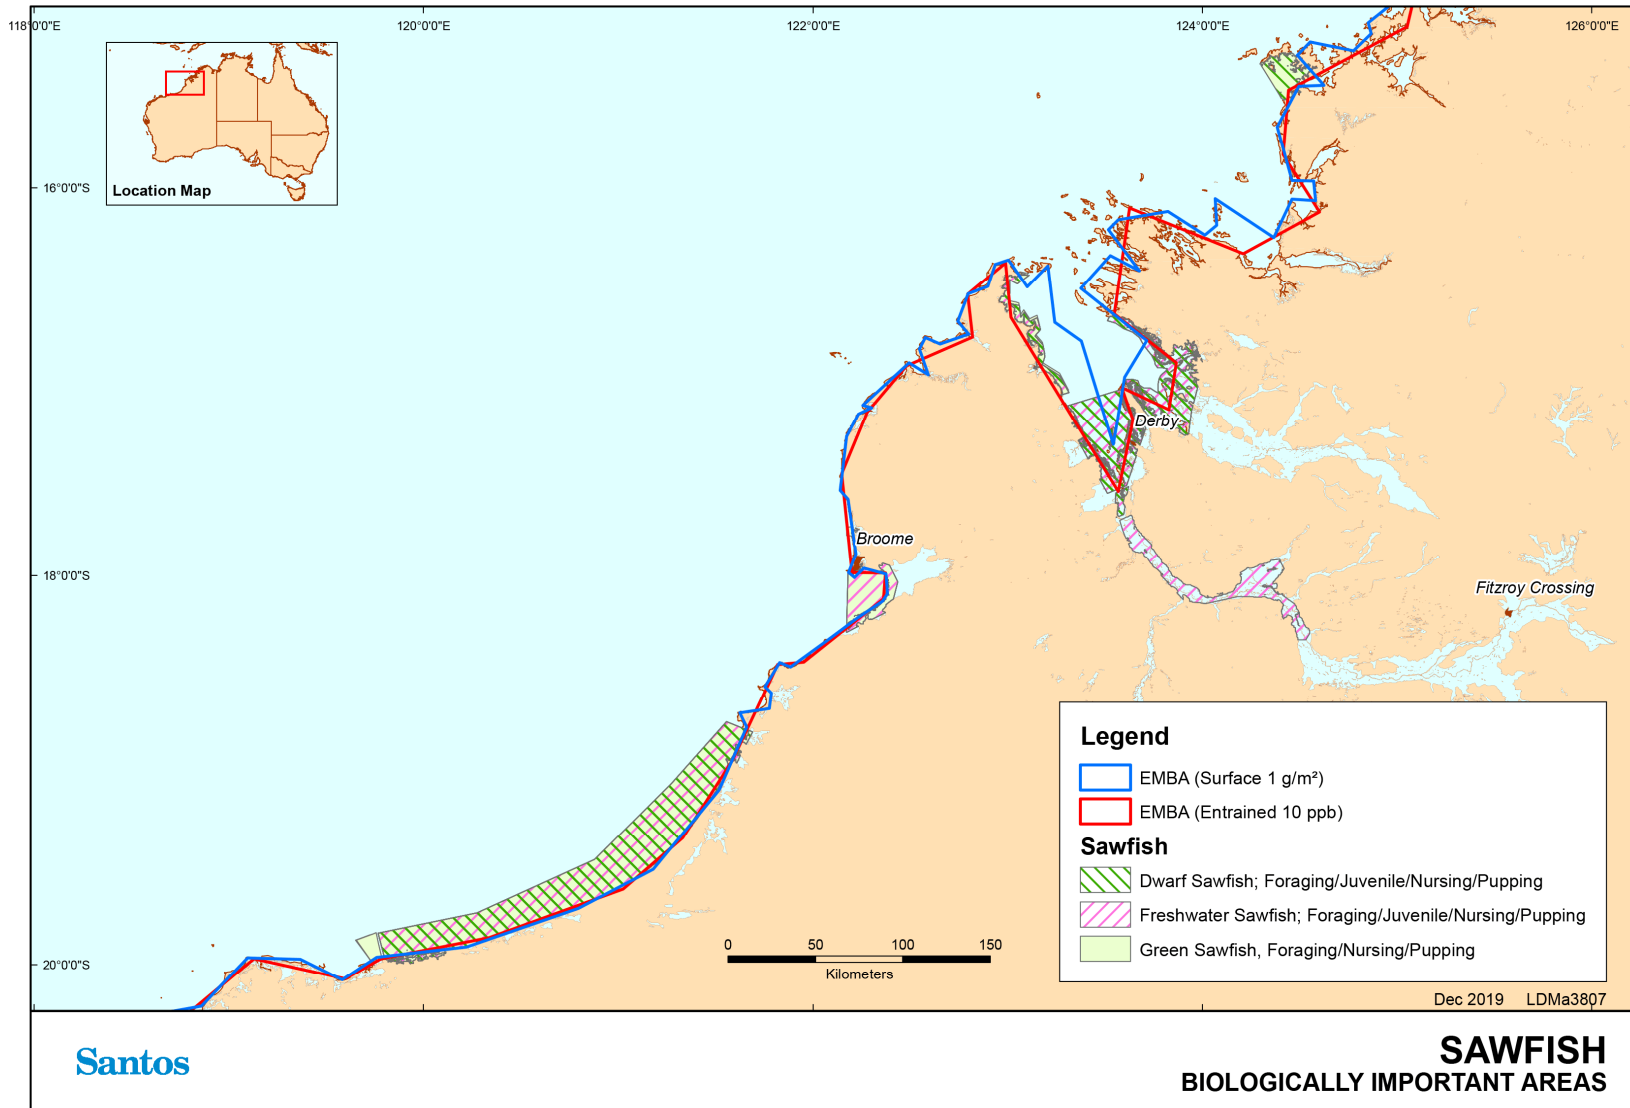 118°0'0"E
120°0'0"E
122°0'0"E
124°0'0"E
126°0'0"E
Location Map
16°0'0"S
Derby
Broome
18°0'0"S
Fitzroy Crossing
Legend
EMBA (Surface 1 g/m²)
EMBA (Entrained 10 ppb)
Sawfish
Dwarf Sawfish; Foraging/Juvenile/Nursing/Pupping
Freshwater Sawfish; Foraging/Juvenile/Nursing/Pupping
Green Sawfish, Foraging/Nursing/Pupping
0 50 100 150
Kilometers
20°0'0"S
Dec 2019 LDMa3807
Santos
SAWFISH
BIOLOGICALLY IMPORTANT AREAS